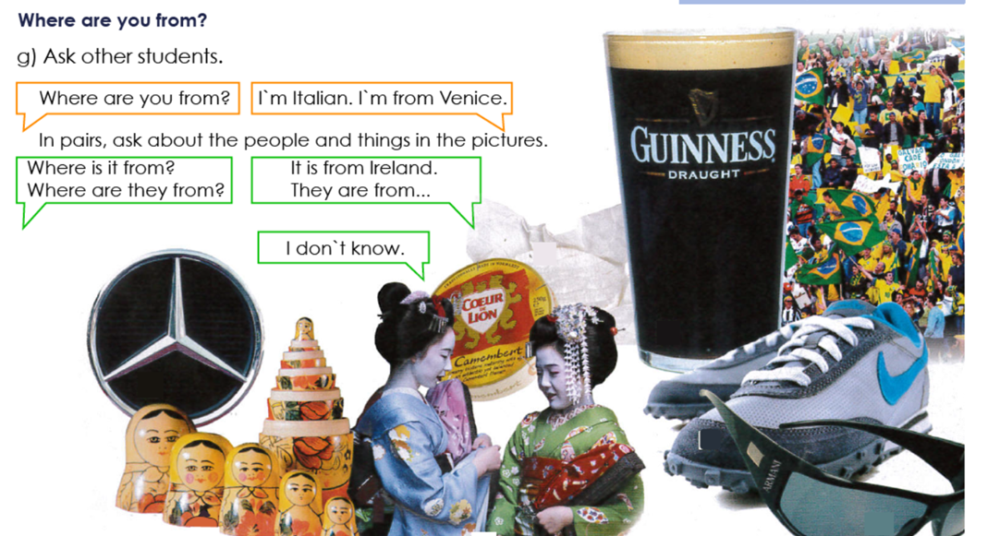 Where are you from?
g) Ask other students.
Where are you from?
I`m Italian. I`m from Venice.
In pairs, ask about the people and things in the pictures.
Where is it from?
Where are they from?
It is from Ireland.
They are from...
I don`t know.
GUINNESS
DRAUGHT
COEUR
LION
Camembert
ARMANI